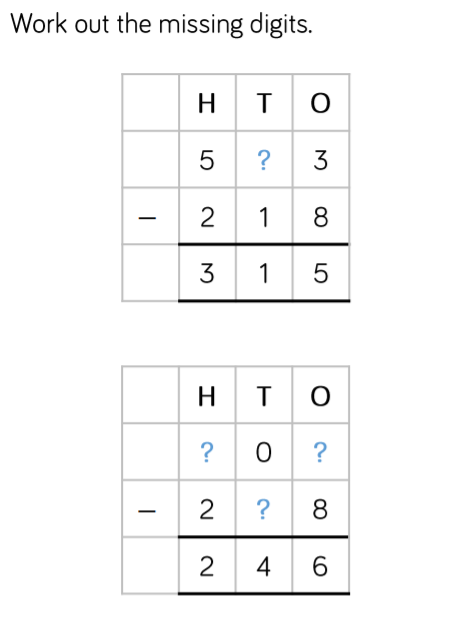 Work out the missing digits.
H T O
5 ? 3
− 2 1 8
3 1 5
H T O
? 0 ?
− 2 ? 8
2 4 6